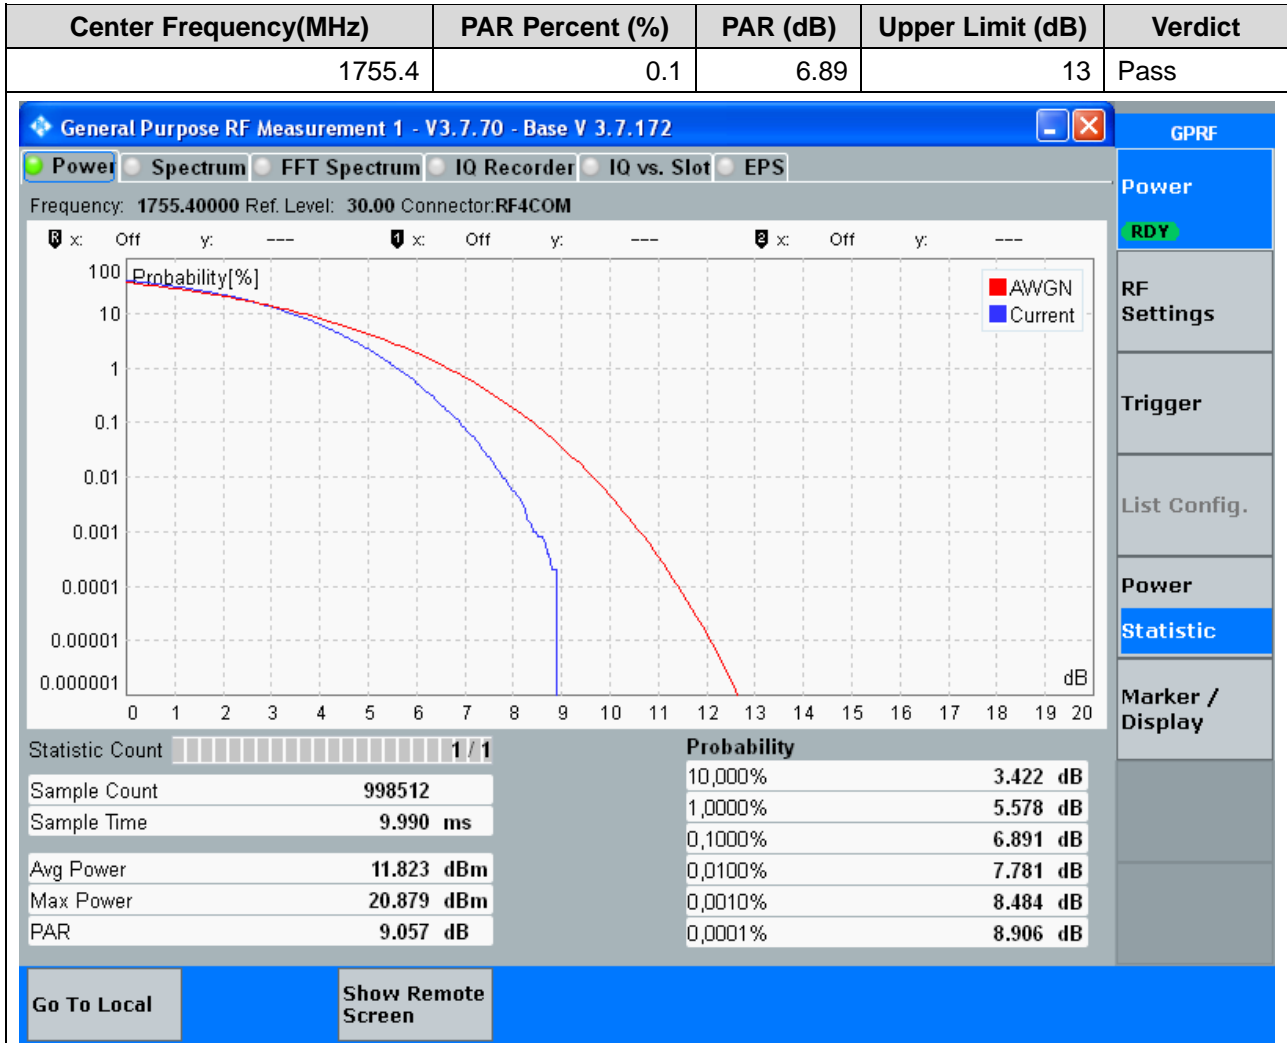 Center Frequency(MHz) PAR Percent (%) PAR (dB) Upper Limit (dB) Verdict
1755.4 0.1 6.89 13 Pass
General Purpose RF Measurement 1 - V3.7.70 - Base V 3.7.172
GPRF
Power Spectrum FFT Spectrum IQ Recorder IQ vs. Slot EPS
Frequency: 1755.40000 Ref. Level: 30.00 Connector:RF4COM
R x: Off y: --- 1 x: Off y: --- 2 x: Off y: ---
Probability[%]
AWGN
Current
100
10
1
0.1
0.01
0.001
0.0001
0.00001
0.000001
dB
0 1 2 3 4 5 6 7 8 9 10 11 12 13 14 15 16 17 18 19 20
Statistic Count 1 / 1
Sample Count 998512
Sample Time 9.990 ms
Avg Power 11.823 dBm
Max Power 20.879 dBm
PAR 9.057 dB
Probability
10,000% 3.422 dB
1,0000% 5.578 dB
0,1000% 6.891 dB
0,0100% 7.781 dB
0,0010% 8.484 dB
0,0001% 8.906 dB
Power
RDY
RF
Settings
Trigger
List Config.
Power
Statistic
Marker /
Display
Go To Local
Show Remote
Screen